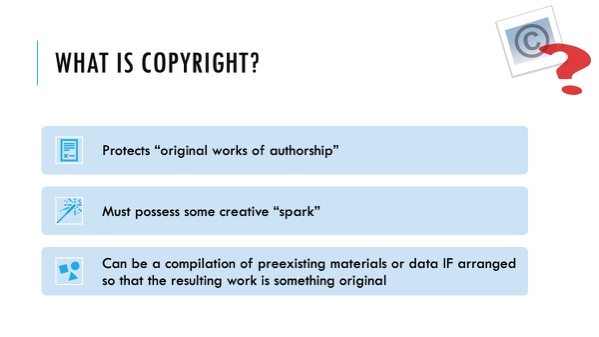 WHAT IS COPYRIGHT?
©
?
Protects “original works of authorship”
Must possess some creative “spark”
Can be a compilation of preexisting materials or data IF arranged
so that the resulting work is something original